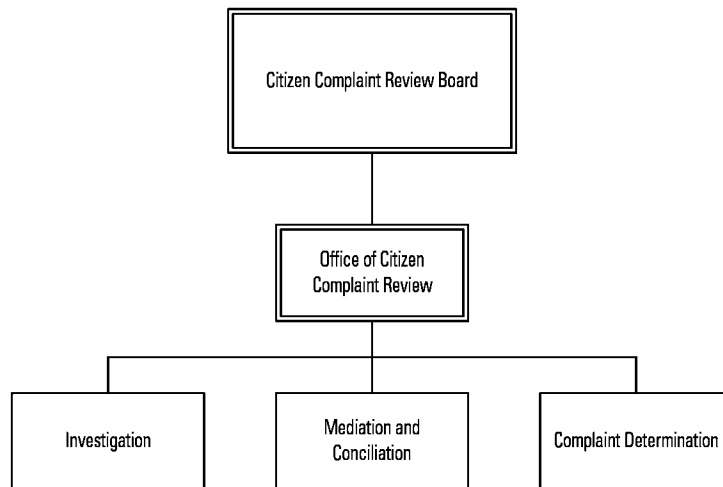 Citizen Complaint Review Board
Office of Citizen
Complaint Review
Investigation
Mediation and
Conciliation
Complaint Determination